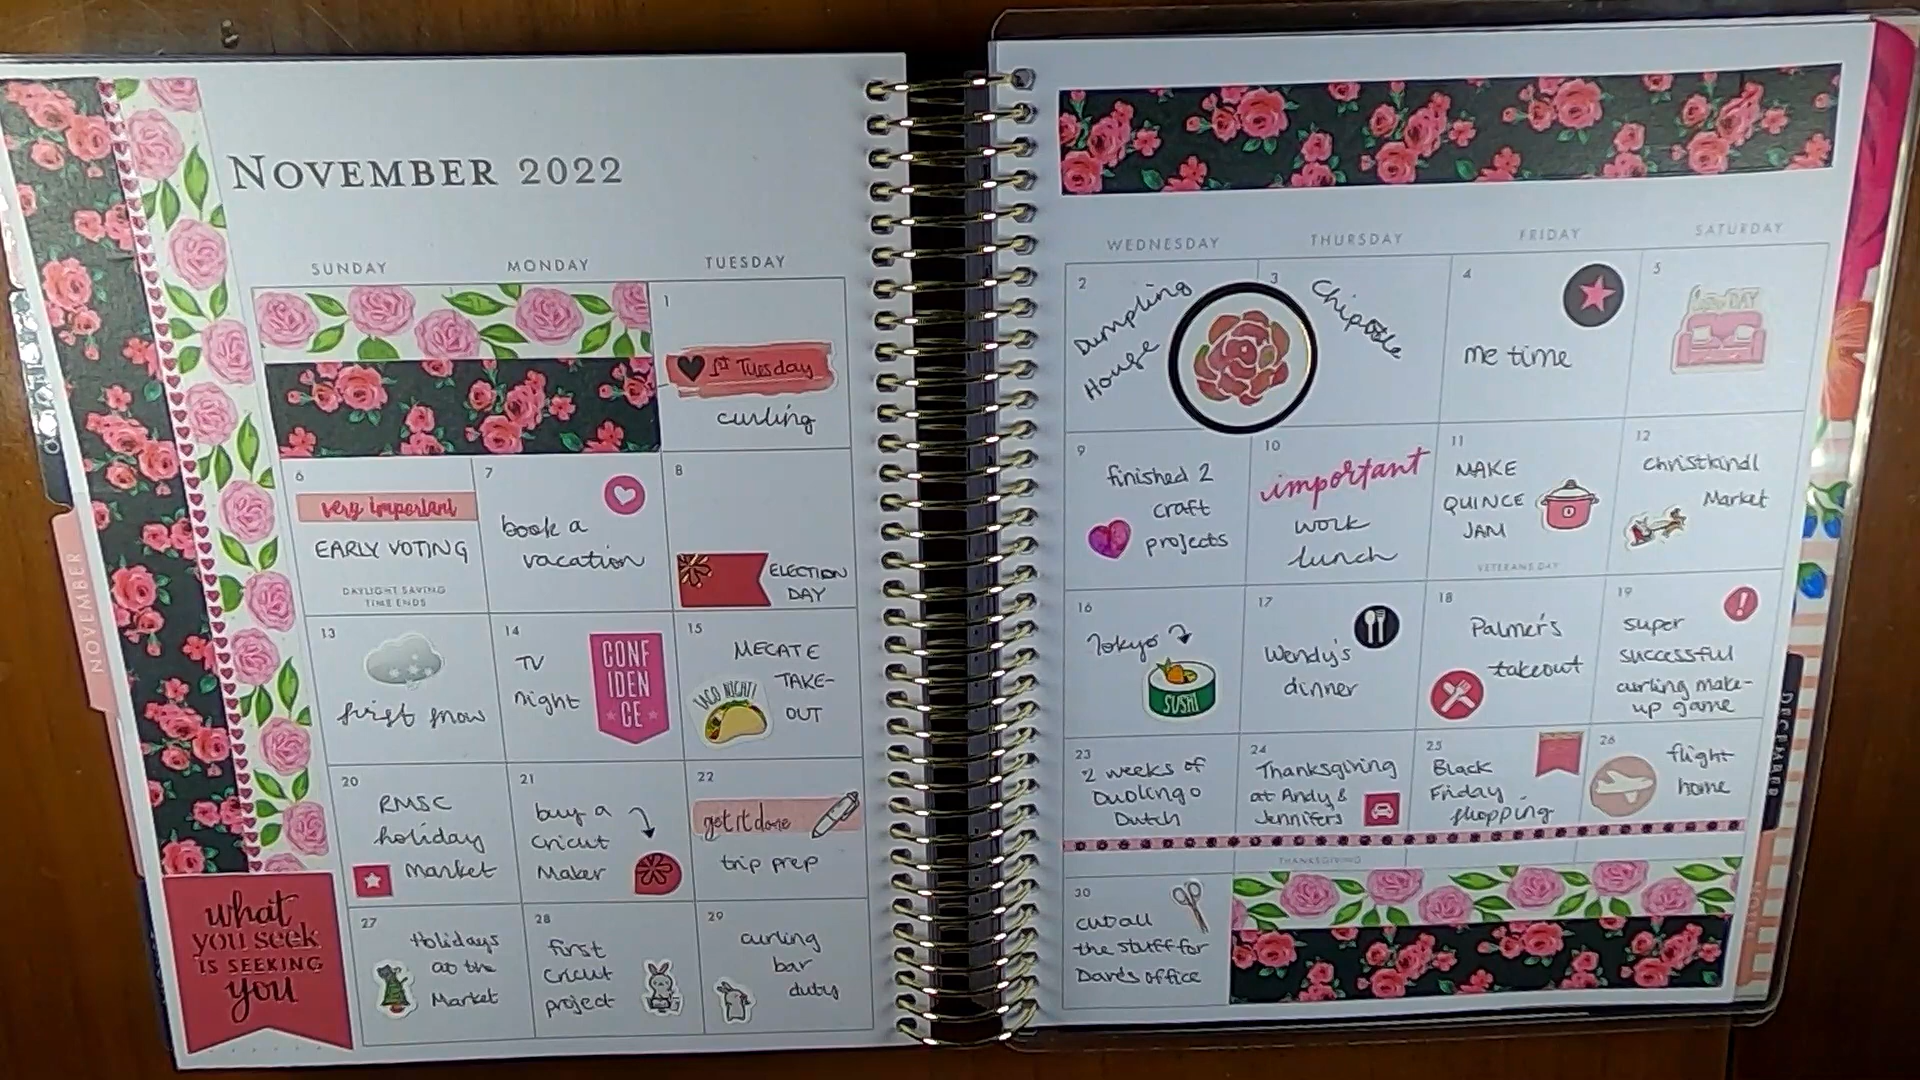 NOVEMBER 2022
SUNDAY
MONDAY
TUESDAY
WEDNESDAY
THURSDAY
FRIDAY
SATURDAY
1
1st Tuesday
curling
2
Dumpling
House
3
Chipotle
4
me time
5
DAY
6
very important
EARLY VOTING
DAYLIGHT SAVING
TIME ENDS
7
book a
vacation
8
ELECTION
DAY
9
finished 2
craft
projects
10
important
work
lunch
11
MAKE
QUINCE
JAM
VETERANS DAY
12
Christkindl
Market
13
first snow
14
TV
night
CONF
IDEN
CE
15
MECATE
TAKE-
OUT
TACO NIGHT!
16
Tokyo
SUSHI
17
Wendy's
dinner
18
Palmer's
takeout
19
super
successful
curling make-
up game
20
RMSC
holiday
market
21
buy a
Cricut
Maker
22
get it done
trip prep
23
2 weeks of
Duolingo
Dutch
24
Thanksgiving
at Andy &
Jennifers
THANKSGIVING
25
Black
Friday
shopping
26
flight
home
27
Holidays
at the
Market
28
first
Cricut
project
29
curling
bar
duty
30
cut all
the stuff for
office
what
you seek
IS SEEKING
you
NOVEMBER
DECEMBER